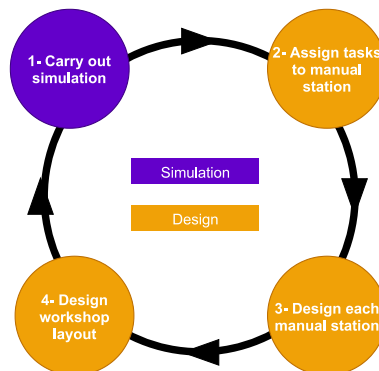 1- Carry out
simulation
2- Assign tasks
to manual
station
Simulation
Design
4- Design
workshop
layout
3- Design each
manual station